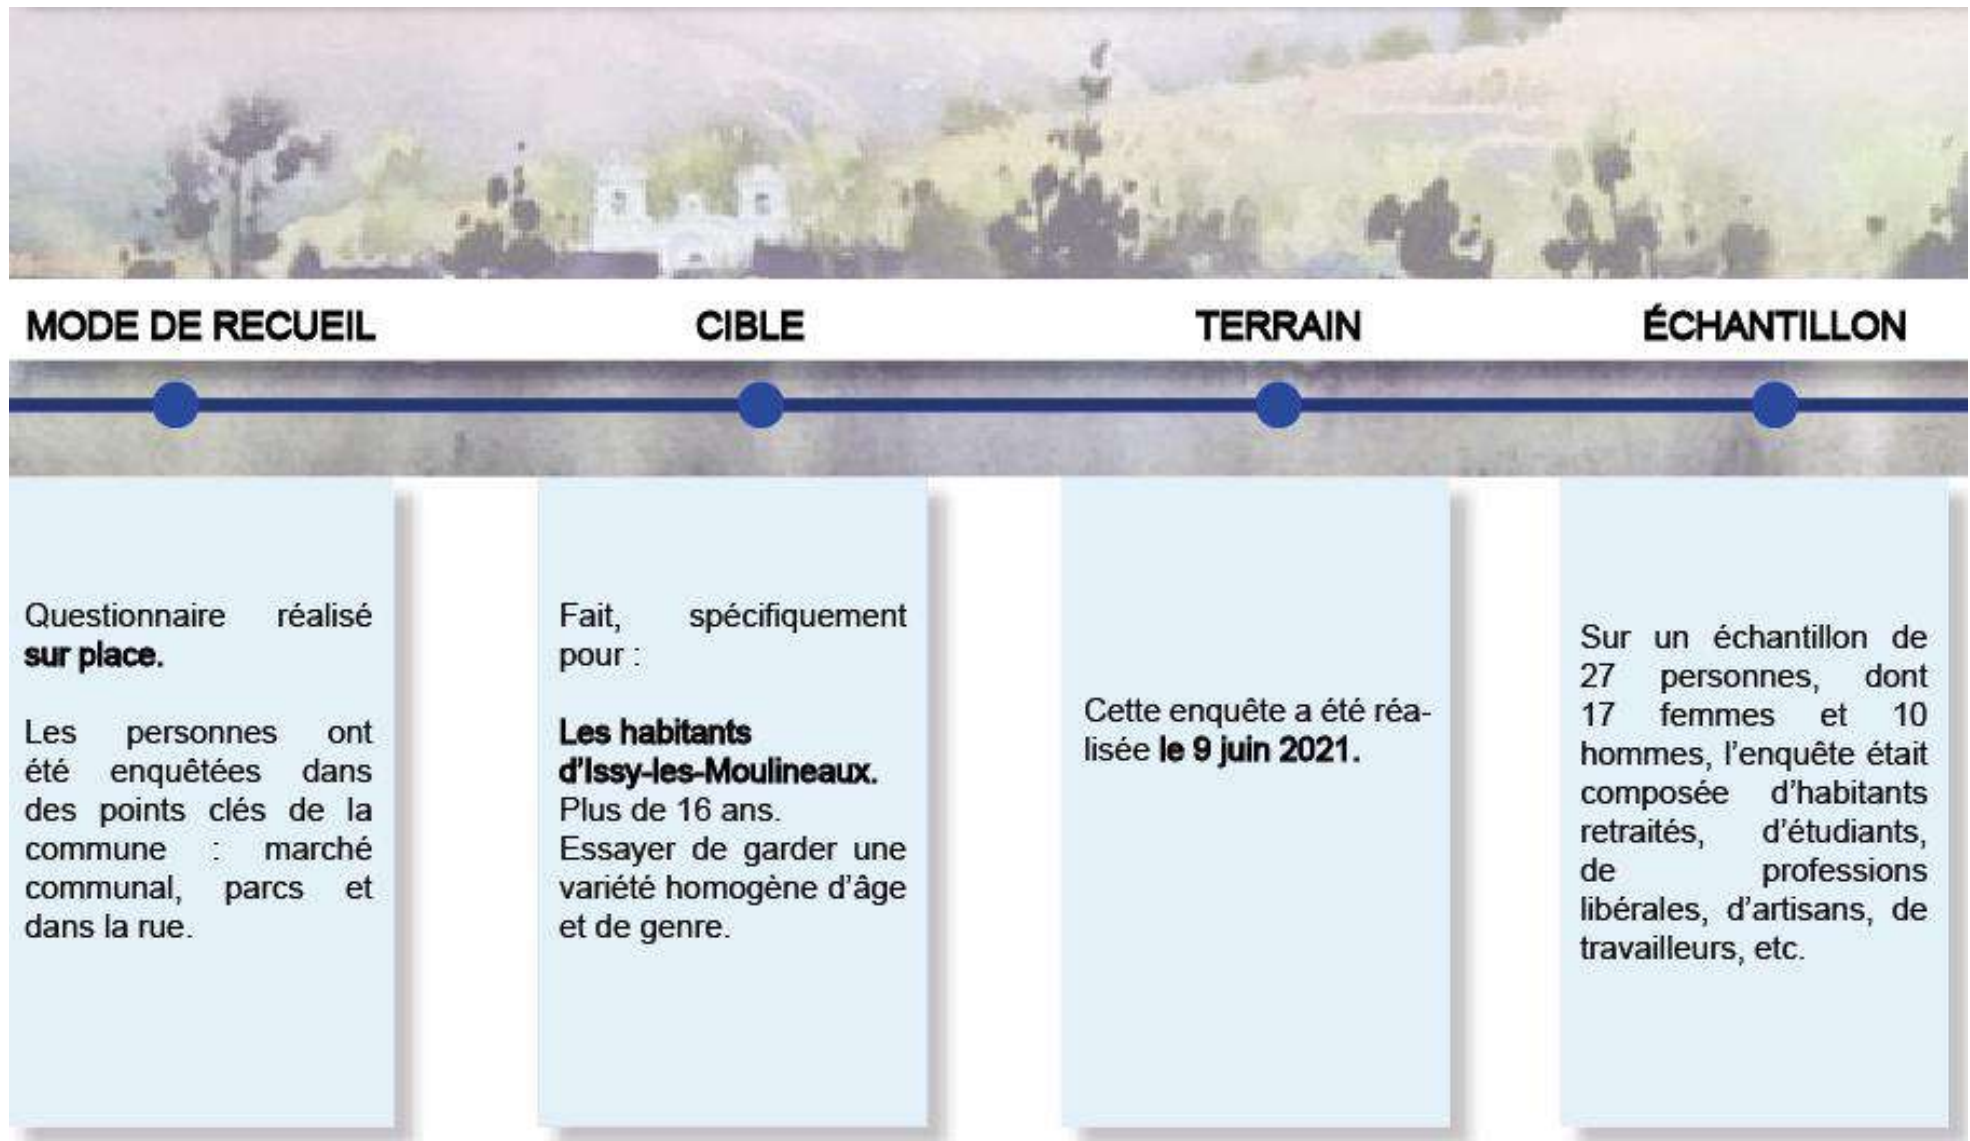 MODE DE RECUEIL
CIBLE
TERRAIN
ÉCHANTILLON
Questionnaire réalisé
sur place.
Les personnes ont
été enquêtées dans
des points clés de la
commune : marché
communal, parcs et
dans la rue.
Fait, spécifiquement
pour :
Les habitants
d'Issy-les-Moulineaux.
Plus de 16 ans.
Essayer de garder une
variété homogène d'âge
et de genre.
Cette enquête a été réa-
lisée le 9 juin 2021.
Sur un échantillon de
27 personnes, dont
17 femmes et 10
hommes, l'enquête était
composée d'habitants
retraités, d'étudiants,
de professions
libérales, d'artisans, de
travailleurs, etc.